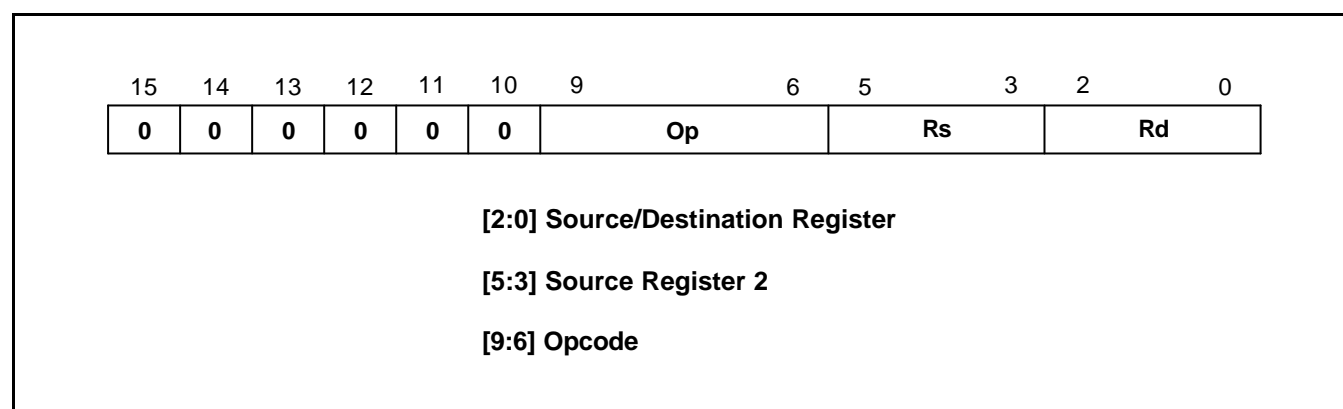 15 14 13 12 11 10 9 6 5 3 2 0
0 0 0 0 0 0 Op Rs Rd
[2:0] Source/Destination Register
[5:3] Source Register 2
[9:6] Opcode